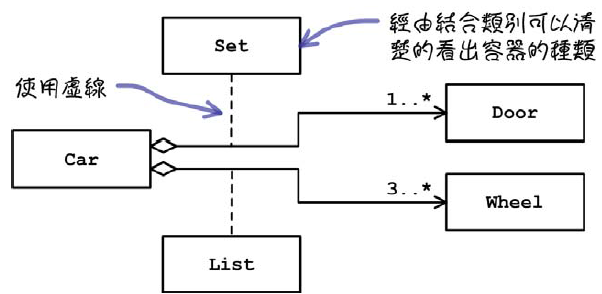 Set
經由結合類別可以清
楚的看出容器的種類
使用虛線
1..*
Door
Car
3..*
Wheel
List